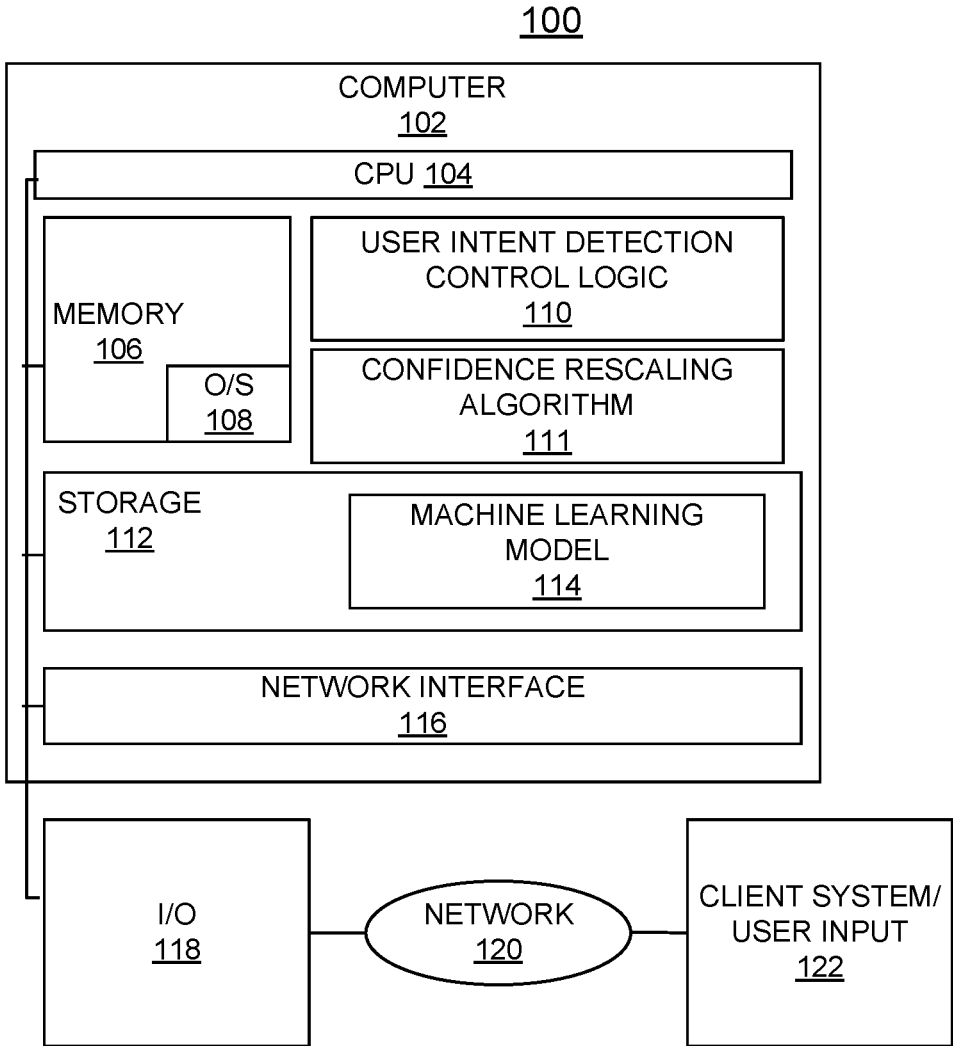 100
COMPUTER
102
CPU 104
MEMORY
106
O/S
108
USER INTENT DETECTION
CONTROL LOGIC
110
CONFIDENCE RESCALING
ALGORITHM
111
STORAGE
112
MACHINE LEARNING
MODEL
114
NETWORK INTERFACE
116
I/O
118
NETWORK
120
CLIENT SYSTEM/
USER INPUT
122